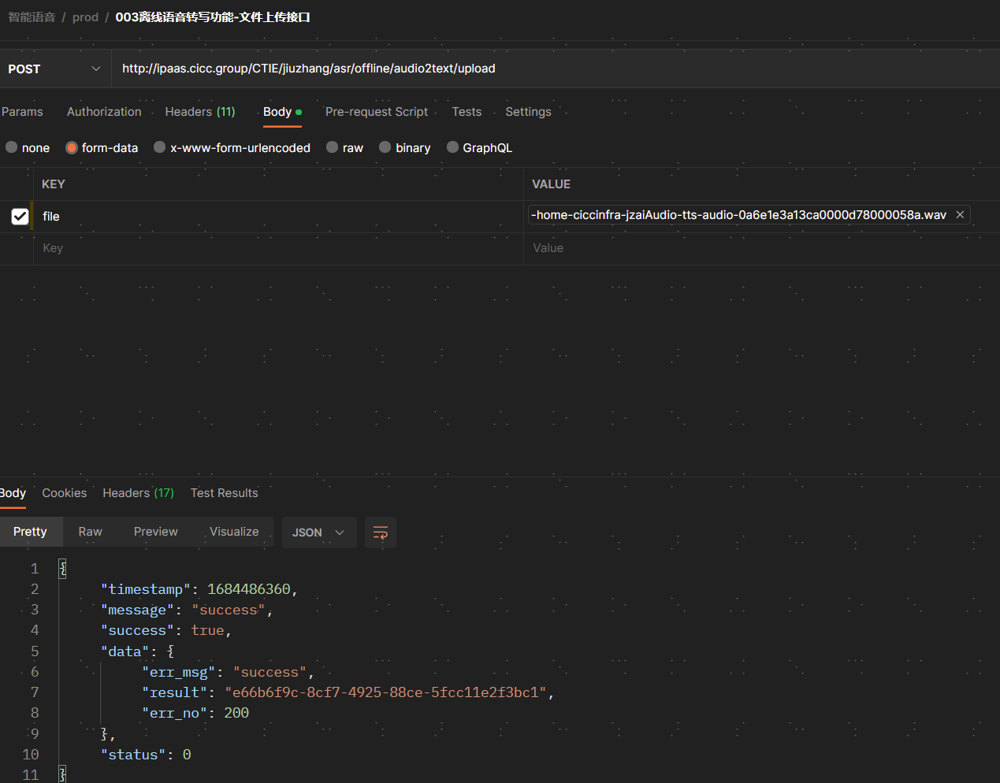 智能语音 / prod / 003离线语音转写功能-文件上传接口
POST http://ipaas.cicc.group/CTIE/jiuzhang/asr/offline/audio2text/upload
Params Authorization Headers (11) Body Pre-request Script Tests Settings
none form-data x-www-form-urlencoded raw binary GraphQL
KEY VALUE
file -home-ciccinfra-jzaiAudio-tts-audio-0a6e1e3a13ca0000d78000058a.wav
Key Value
Body Cookies Headers (17) Test Results
Pretty Raw Preview Visualize JSON
1 {
2 "timestamp": 1684486360,
3 "message": "success",
4 "success": true,
5 "data": {
6 "err_msg": "success",
7 "result": "e66b6f9c-8cf7-4925-88ce-5fcc11e2f3bc1",
8 "err_no": 200
9 },
10 "status": 0
11 }